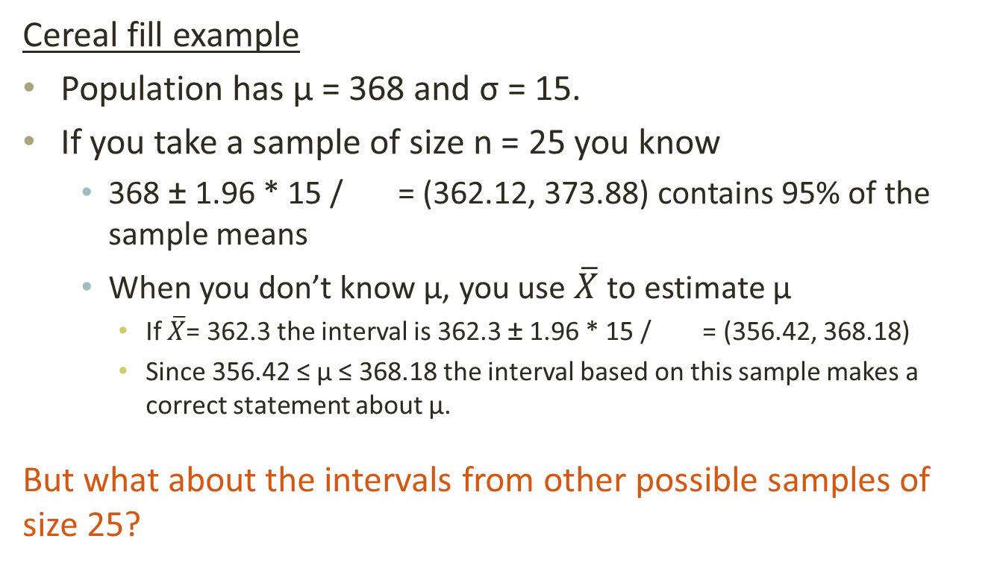 Cereal fill example
• Population has μ = 368 and σ = 15.
• If you take a sample of size n = 25 you know
• 368 ± 1.96 * 15 / = (362.12, 373.88) contains 95% of the
sample means
• When you don’t know μ, you use X̅ to estimate μ
• If X̅= 362.3 the interval is 362.3 ± 1.96 * 15 / = (356.42, 368.18)
• Since 356.42 ≤ μ ≤ 368.18 the interval based on this sample makes a
correct statement about μ.
But what about the intervals from other possible samples of
size 25?